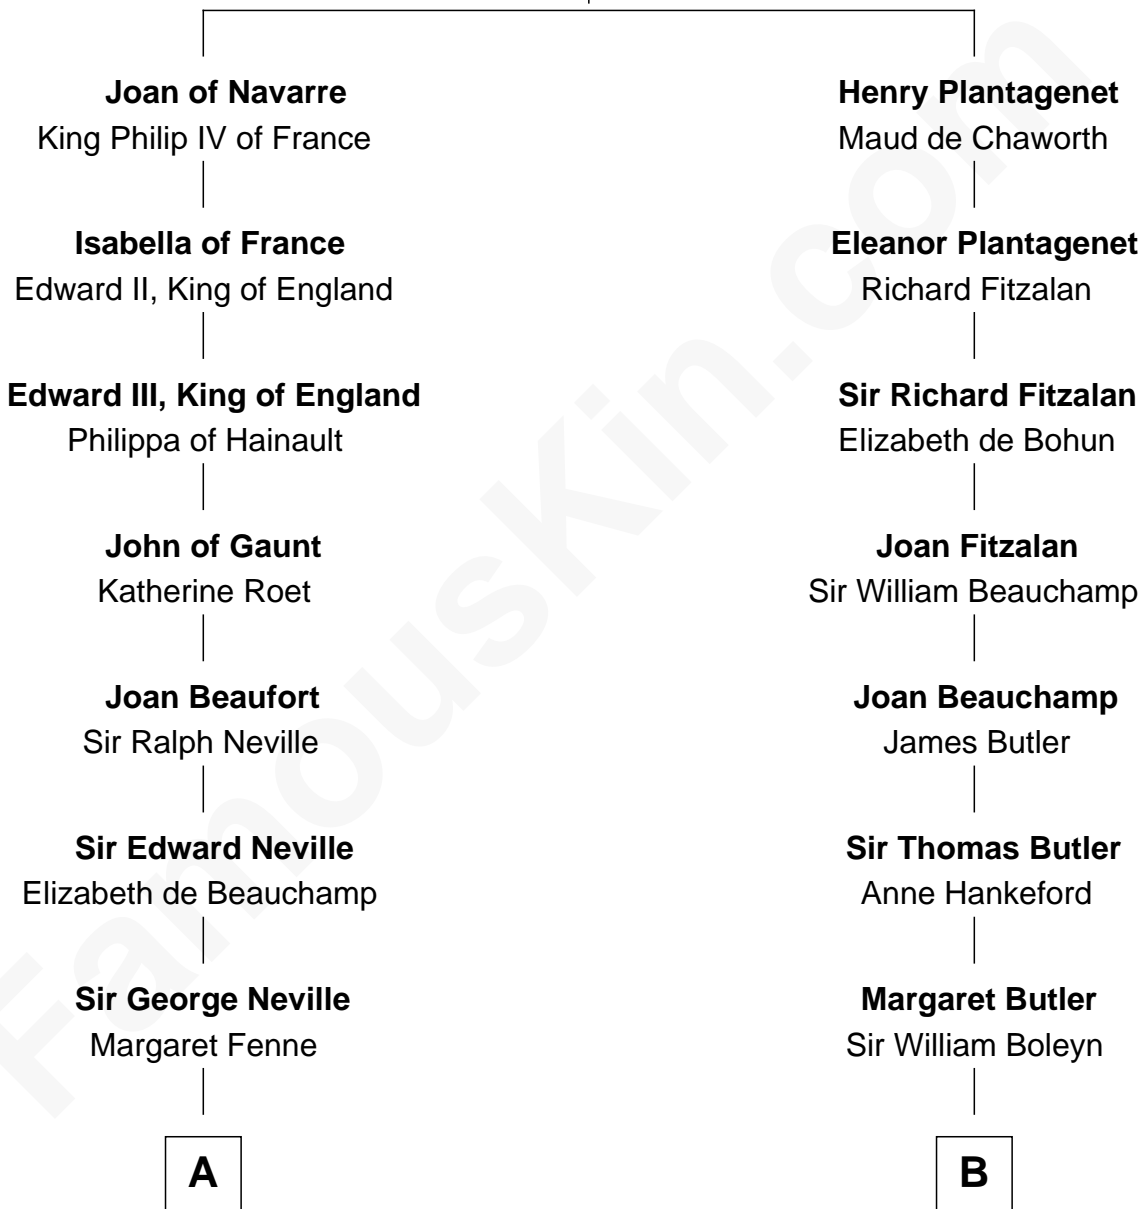 Joan of Navarre
King Philip IV of France
Isabella of France
Edward II, King of England
Edward III, King of England
Philippa of Hainault
John of Gaunt
Katherine Roet
Joan Beaufort
Sir Ralph Neville
Sir Edward Neville
Elizabeth de Beauchamp
Sir George Neville
Margaret Fenne
A
Henry Plantagenet
Maud de Chaworth
Eleanor Plantagenet
Richard Fitzalan
Sir Richard Fitzalan
Elizabeth de Bohun
Joan Fitzalan
Sir William Beauchamp
Joan Beauchamp
James Butler
Sir Thomas Butler
Anne Hankeford
Margaret Butler
Sir William Boleyn
B
FamousKin.com